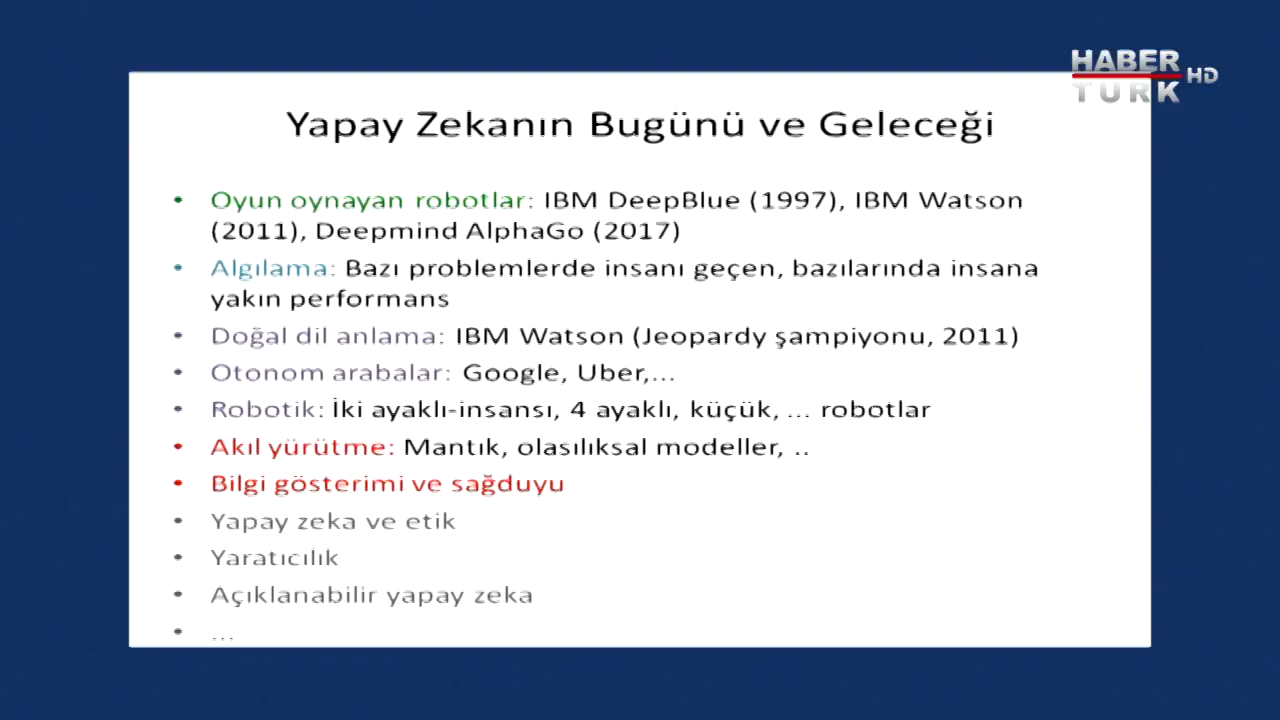 HABER
TURK HD
Yapay Zekanın Bugünü ve Geleceği
• Oyun oynayan robotlar: IBM DeepBlue (1997), IBM Watson
(2011), Deepmind AlphaGo (2017)
• Algılama: Bazı problemlerde insanı geçen, bazılarında insana
yakın performans
• Doğal dil anlama: IBM Watson (Jeopardy şampiyonu, 2011)
• Otonom arabalar: Google, Uber,...
• Robotik: İki ayaklı-insansı, 4 ayaklı, küçük, ... robotlar
• Akıl yürütme: Mantık, olasılıksal modeller, ..
• Bilgi gösterimi ve sağduyu
• Yapay zeka ve etik
• Yaratıcılık
• Açıklanabilir yapay zeka
• ...